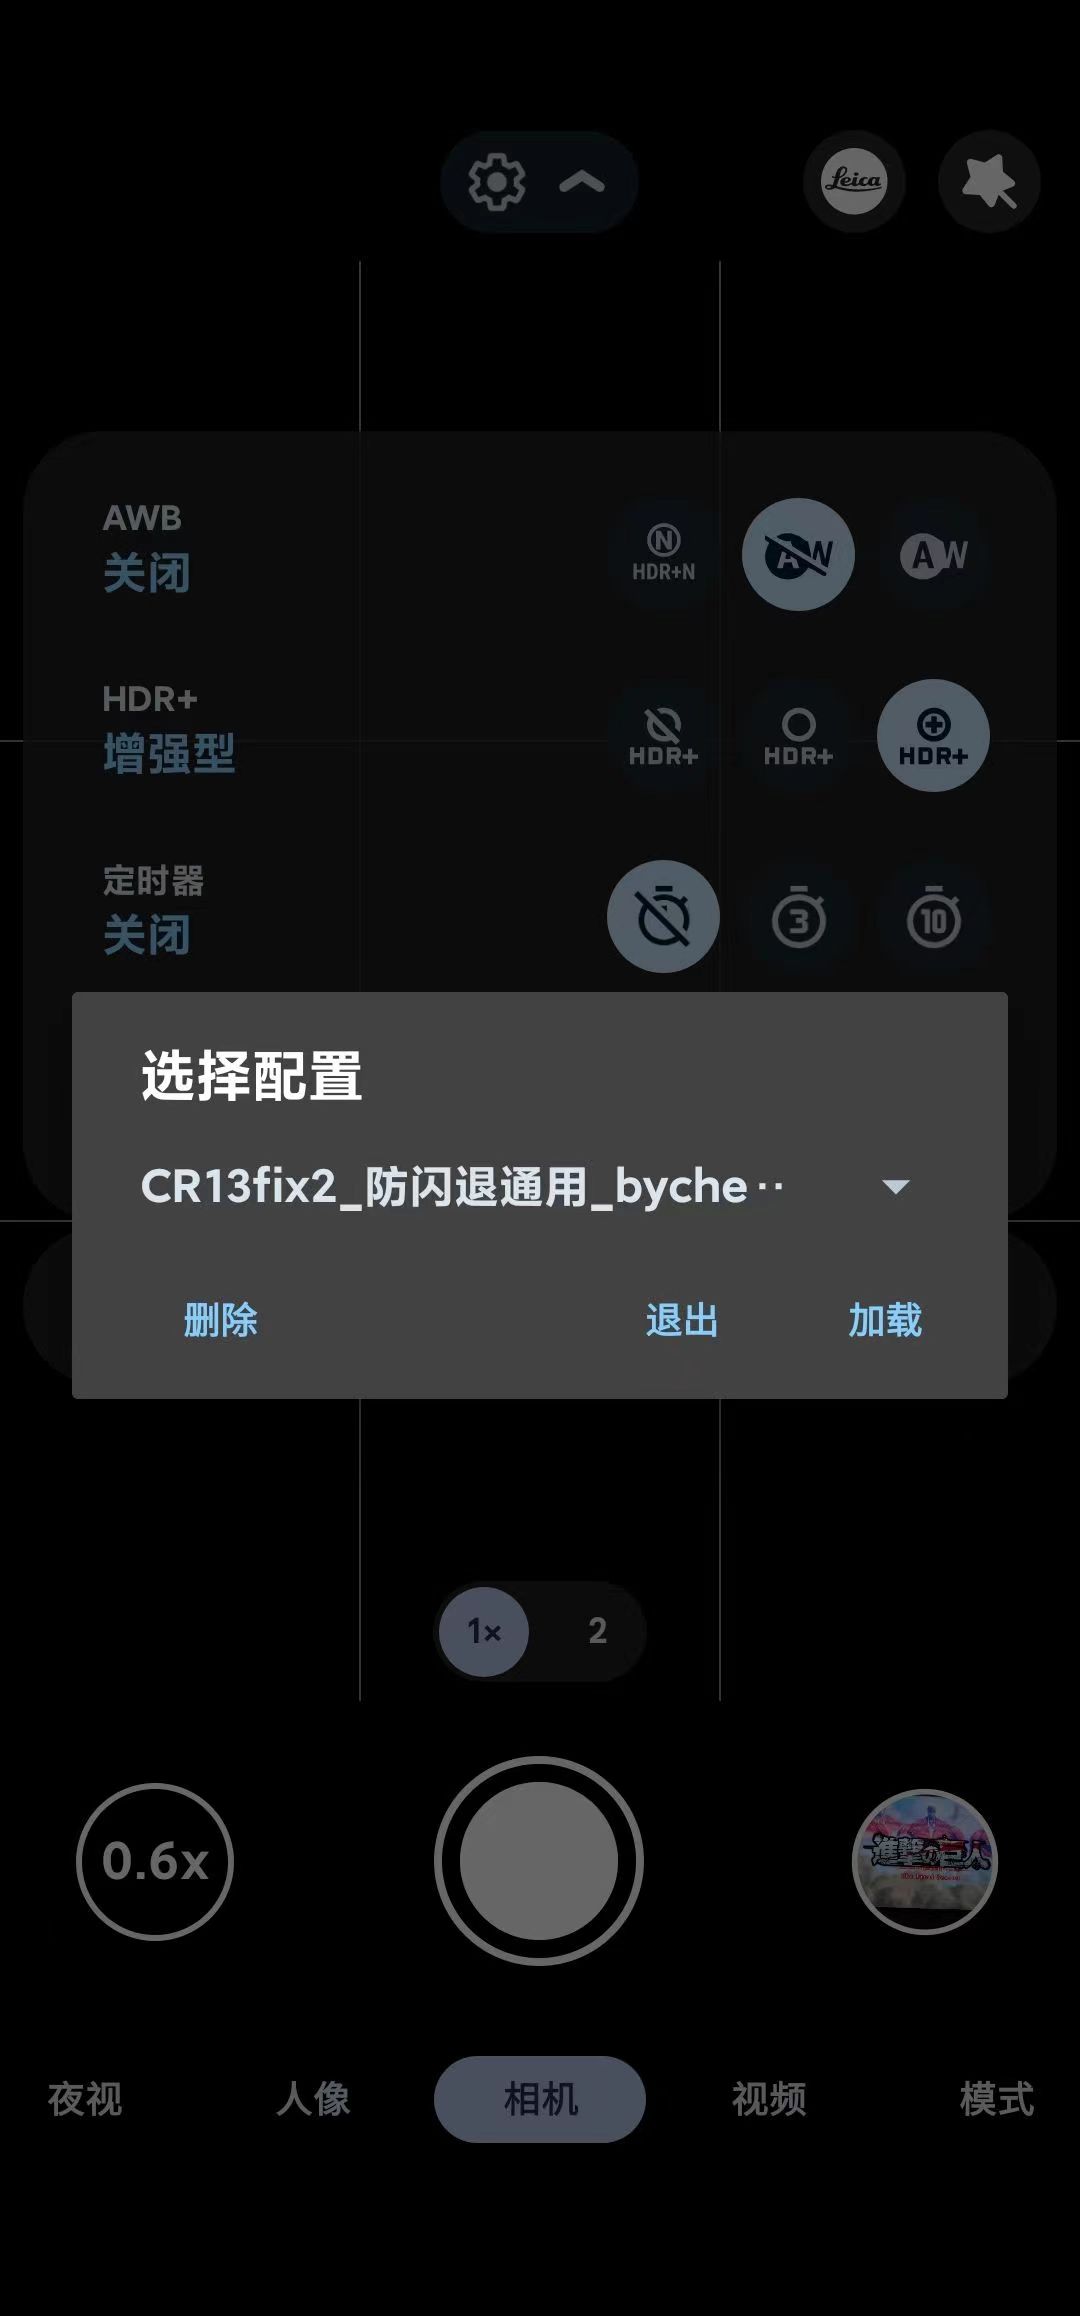 Leica
AWB
关闭
HDR+N
AW
AW
HDR+
增强型
HDR+
HDR+
HDR+
定时器
关闭
3
10
选择配置
CR13fix2_防闪退通用_byche··
删除
退出
加载
1×
2
0.6x
進撃の巨人
夜视
人像
相机
视频
模式